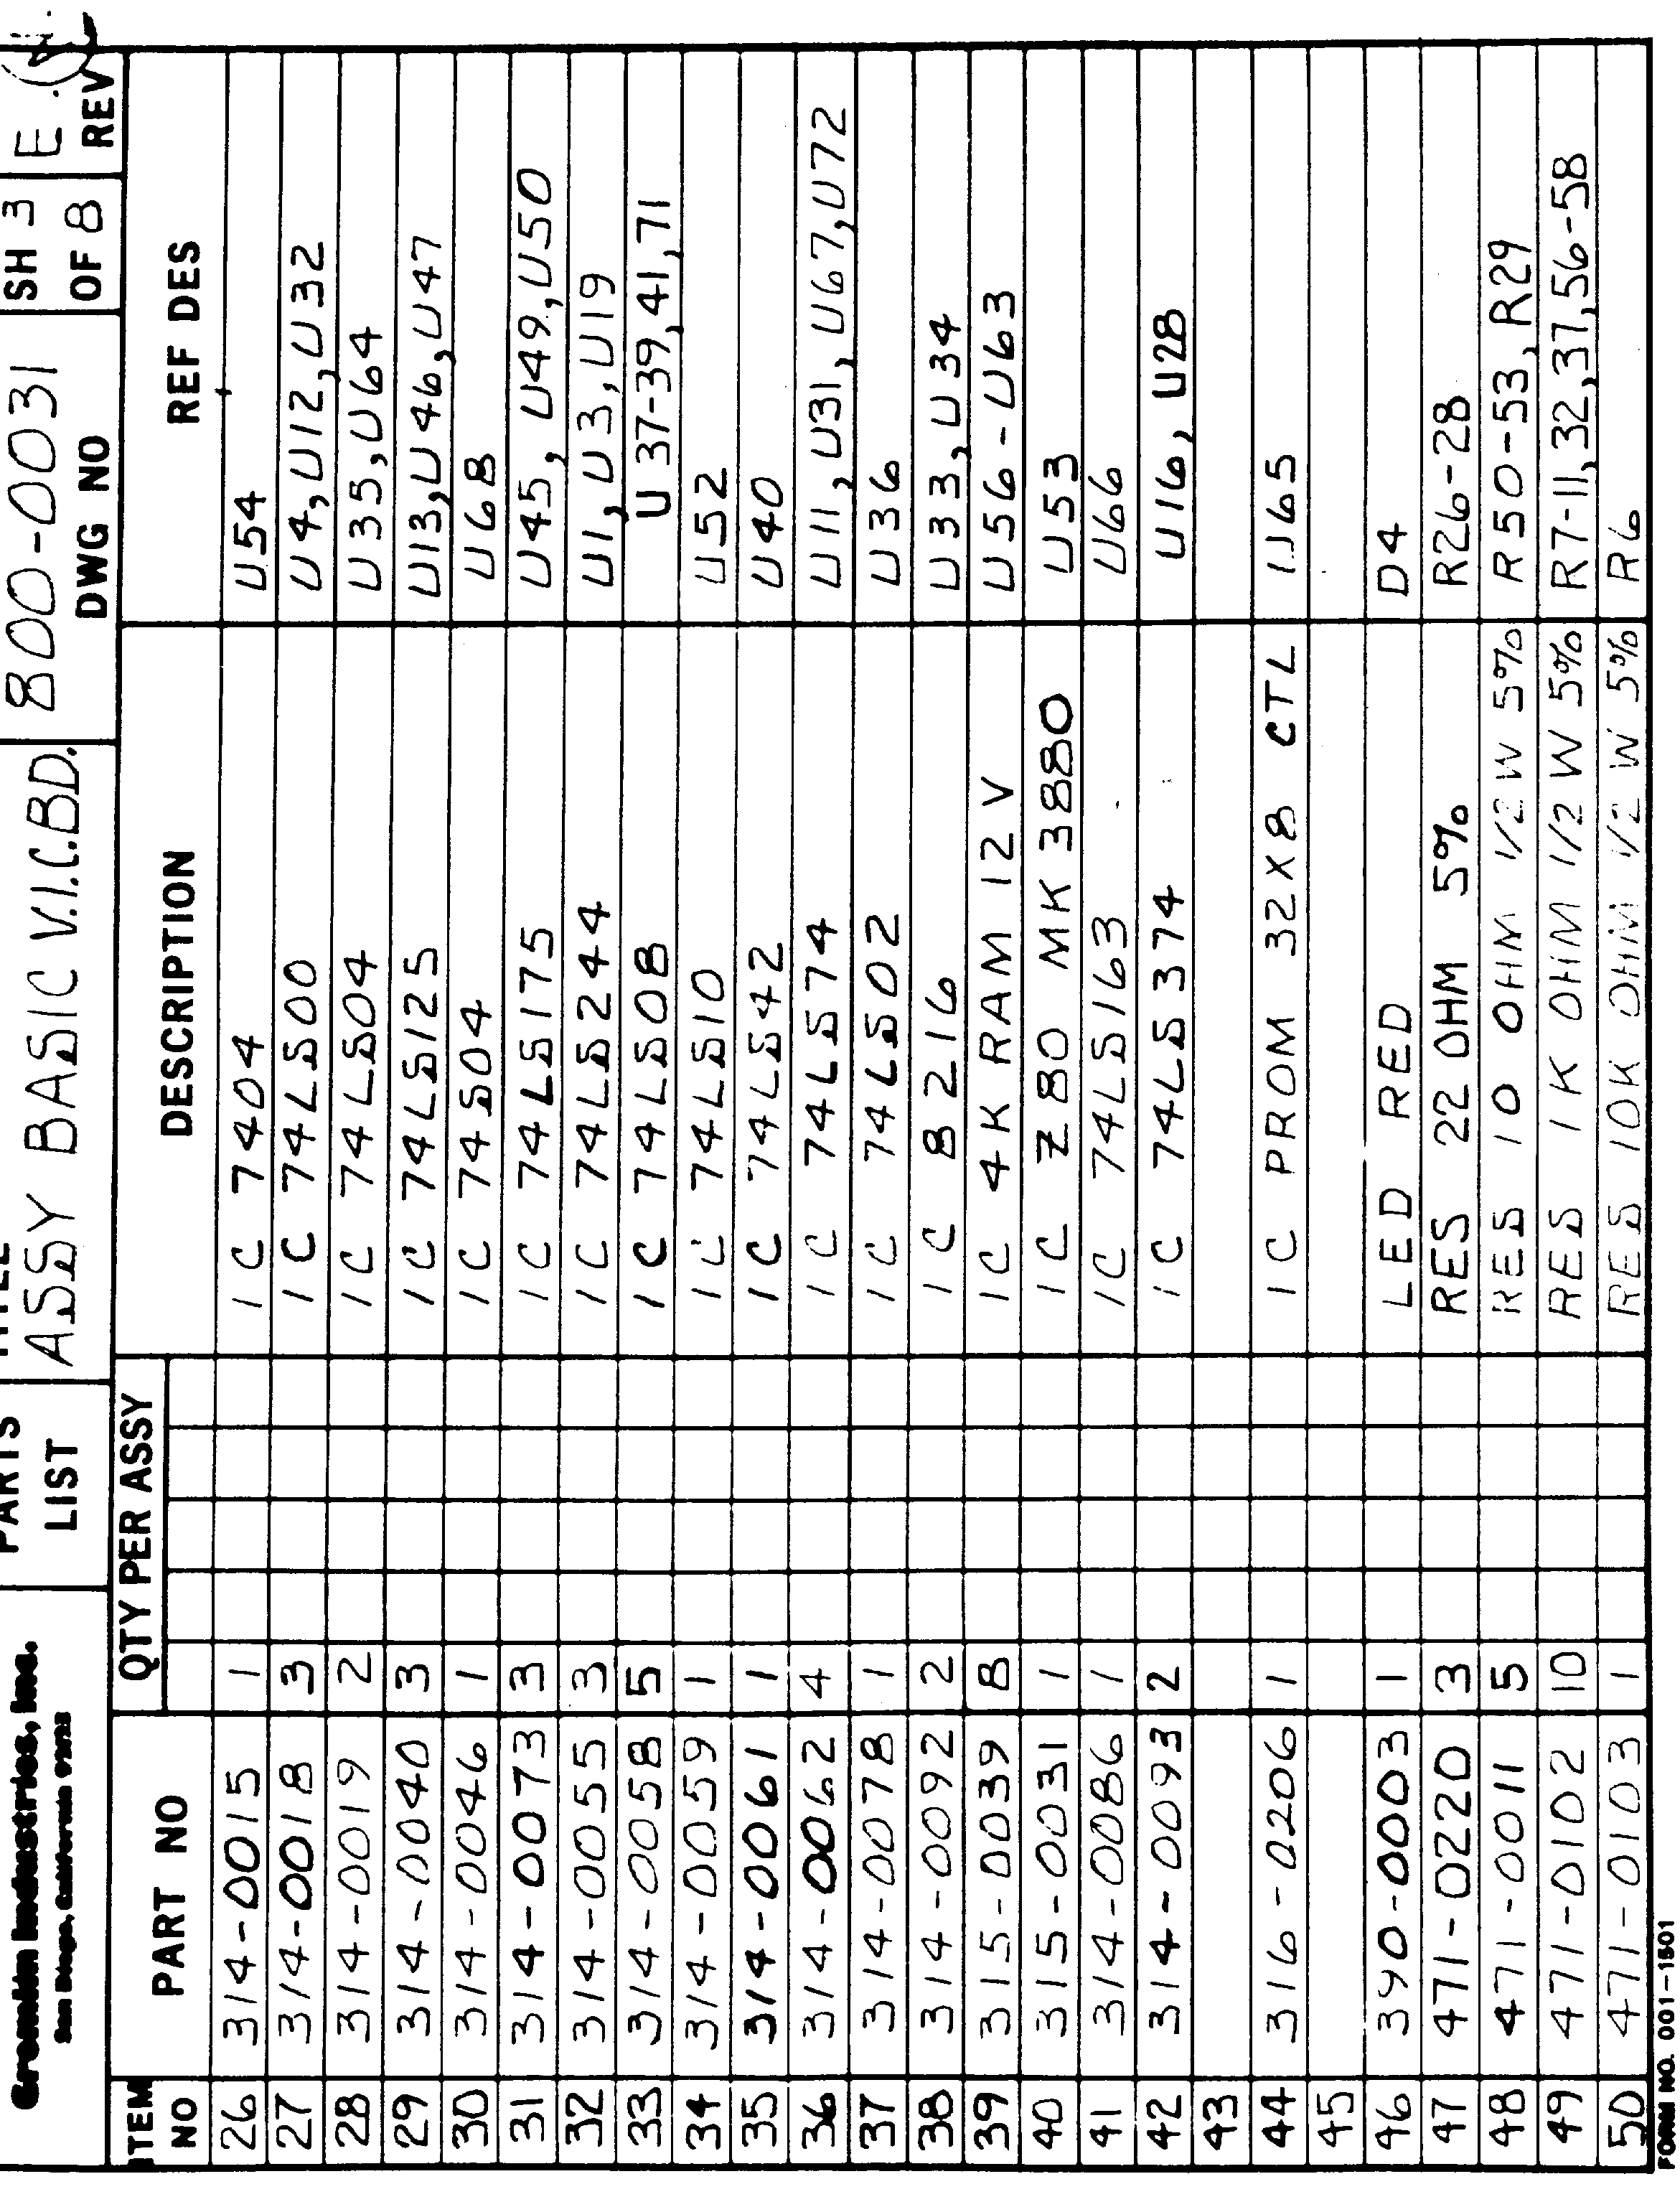 Gremlin Industries, Inc.
San Diego, California 92123
PARTS LIST
TITLE
ASSY BASIC V.I.C.BD.
800-0031
DWG NO
SH 3
OF 8
E
REV
ITEM NO PART NO QTY PER ASSY DESCRIPTION REF DES
26 314-0015 1 IC 7404 U54
27 314-0018 3 IC 74LS00 U4,U12,U32
28 314-0019 2 IC 74LS04 U35,U64
29 314-0040 3 IC 74LS125 U13,U46,U47
30 314-0046 1 IC 74S04 U68
31 314-0073 3 IC 74LS175 U45, U49,U50
32 314-0055 3 IC 74LS244 U1,U3,U19
33 314-0058 5 IC 74LS08 U37-39,41,71
34 314-0059 1 IC 74LS10 U52
35 314-0061 1 IC 74LS42 U40
36 314-0062 4 IC 74LS74 U11,U31,U67,U72
37 314-0078 1 IC 74LS02 U36
38 314-0092 2 IC 8216 U33,U34
39 315-0039 8 IC 4K RAM 12V U56-U63
40 315-0031 1 IC Z80 MK3880 U53
41 314-0086 1 IC 74LS163 U66
42 314-0093 2 IC 74LS374 U16, U28
43
44 316-0206 1 IC PROM 32X8 CTL U65
45
46 390-0003 1 LED RED D4
47 471-0220 3 RES 22 OHM 5% R26-28
48 471-0011 5 RES 10 OHM 1/2W 5% R50-53,R29
49 471-0102 10 RES 1K OHM 1/2W 5% R7-11,32,37,56-58
50 471-0103 1 RES 10K OHM 1/2 W 5% R6
FORM NO. 001-1501